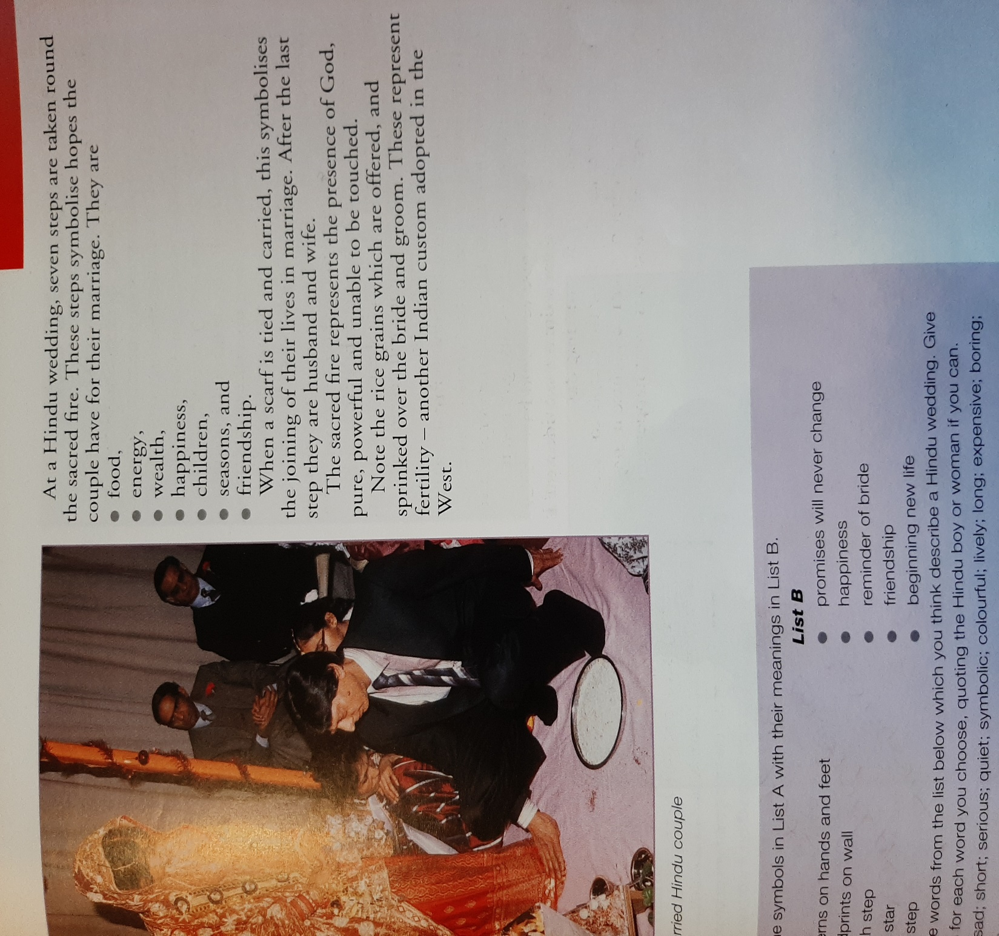 At a Hindu wedding, seven steps are taken round
the sacred fire. These steps symbolise hopes the
couple have for their marriage. They are
● food,
● energy,
● wealth,
● happiness,
● children,
● seasons, and
● friendship.
When a scarf is tied and carried, this symbolises
the joining of their lives in marriage. After the last
step they are husband and wife.
The sacred fire represents the presence of God,
pure, powerful and unable to be touched.
Note the rice grains which are offered, and
sprinked over the bride and groom. These represent
fertility – another Indian custom adopted in the
West.
rried Hindu couple
e symbols in List A with their meanings in List B.
List B
erns on hands and feet
dprints on wall
h step
star
step
● promises will never change
● happiness
● reminder of bride
● friendship
● beginning new life
e words from the list below which you think describe a Hindu wedding. Give
for each word you choose, quoting the Hindu boy or woman if you can.
sad; short; serious; quiet; symbolic; colourful; lively; long; expensive; boring;